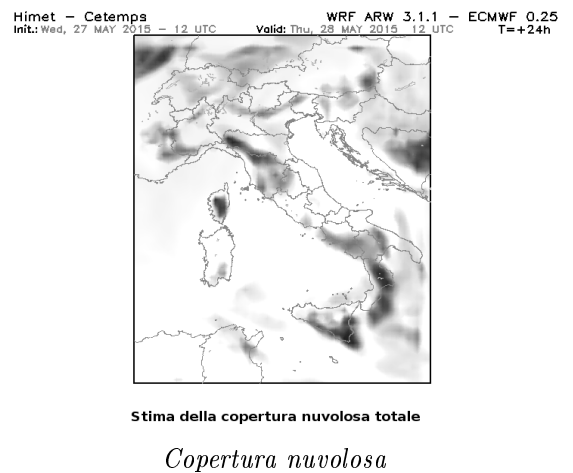 Himet − Cetemps WRF ARW 3.1.1 − ECMWF 0.25
Init.: Wed, 27 MAY 2015 − 12 UTC Valid: Thu, 28 MAY 2015 12 UTC T=+24h
Stima della copertura nuvolosa totale
Copertura nuvolosa